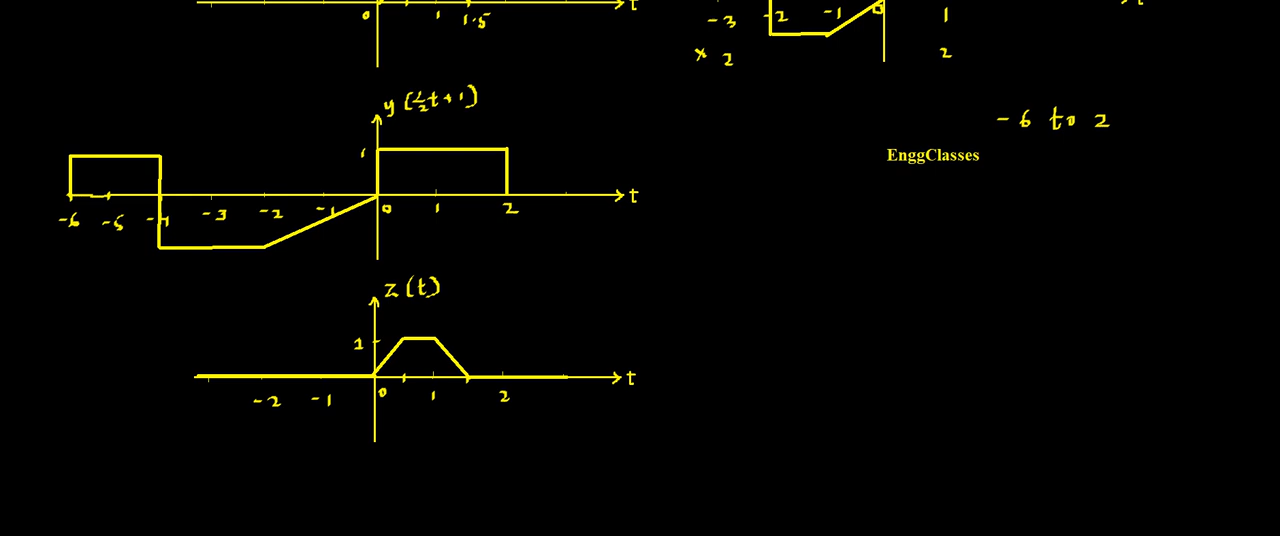 0 1 1.5 t
-3 -2 -1 0 1 t
× 2 2
y(½t+1)
-6 to 2
EnggClasses
1
t
-6 -5 -4 -3 -2 -1 0 1 2
z(t)
1
t
-2 -1 0 1 2